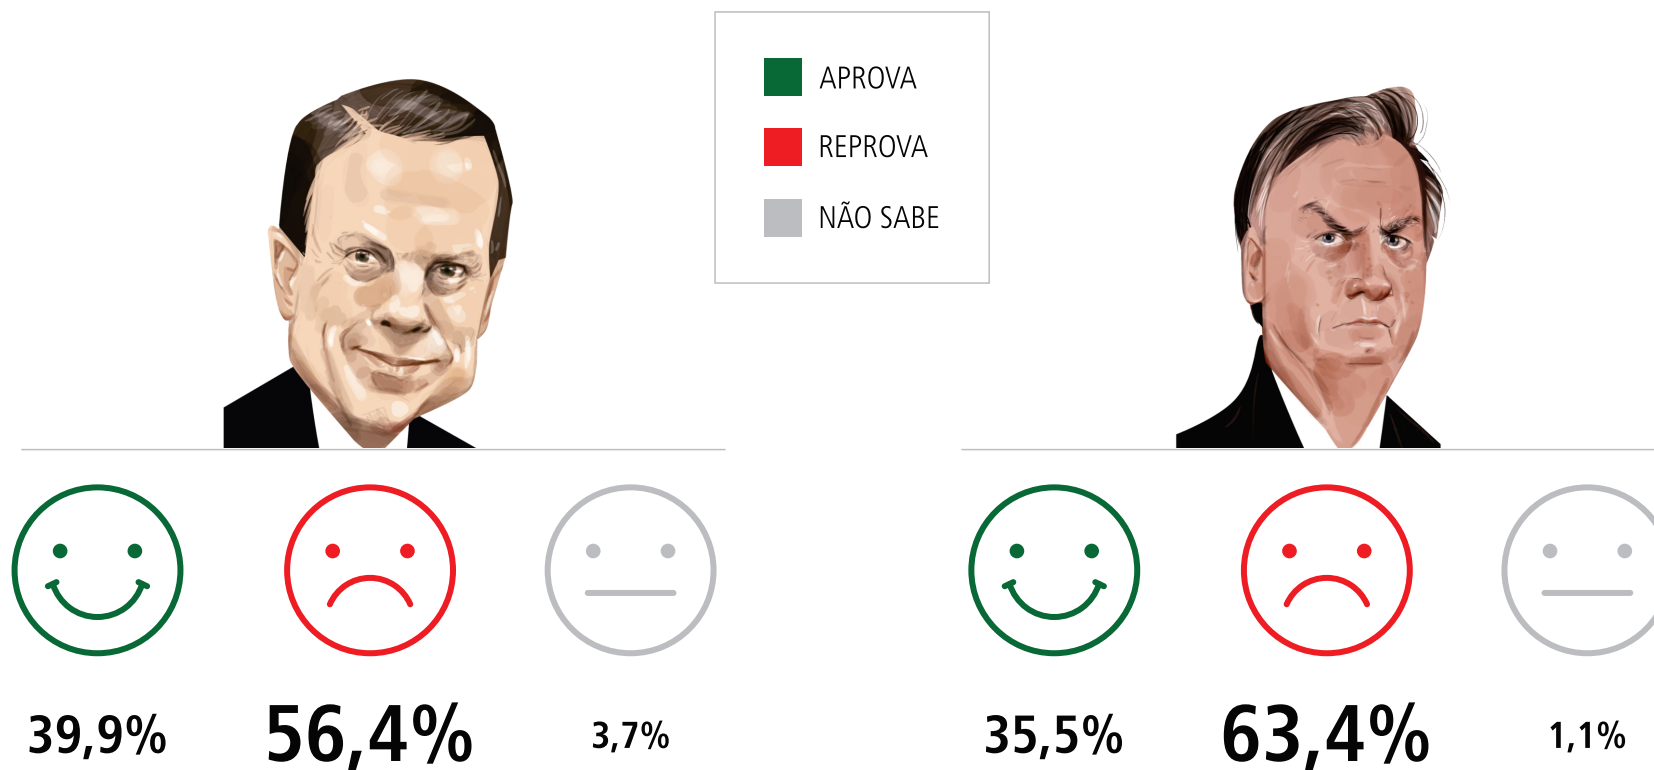 APROVA
REPROVA
NÃO SABE
39,9% 56,4% 3,7%
35,5% 63,4% 1,1%